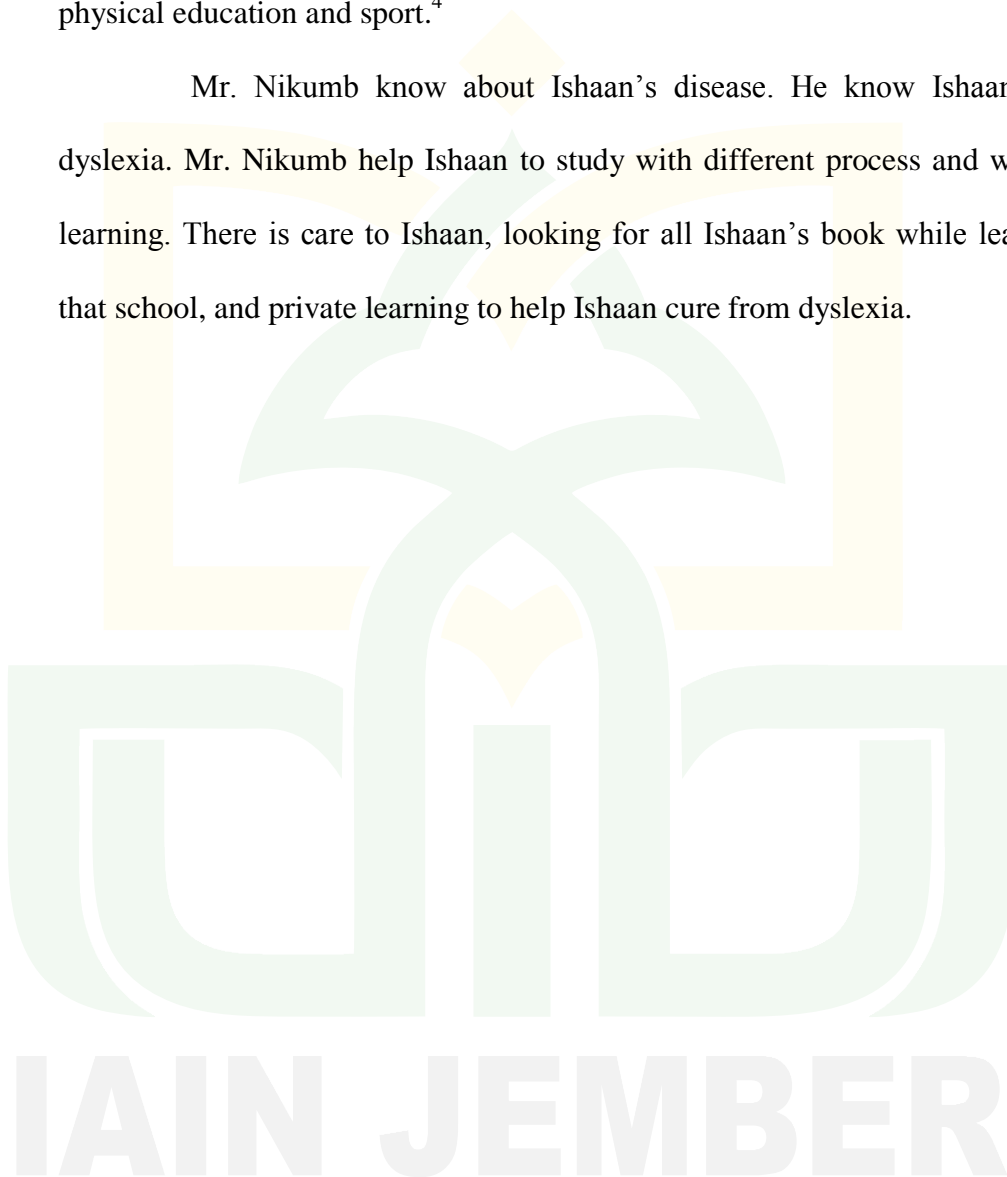 physical education and sport.4
Mr. Nikumb know about Ishaan’s disease. He know Ishaan
dyslexia. Mr. Nikumb help Ishaan to study with different process and
learning. There is care to Ishaan, looking for all Ishaan’s book while
that school, and private learning to help Ishaan cure from dyslexia.
IAIN JEMBER